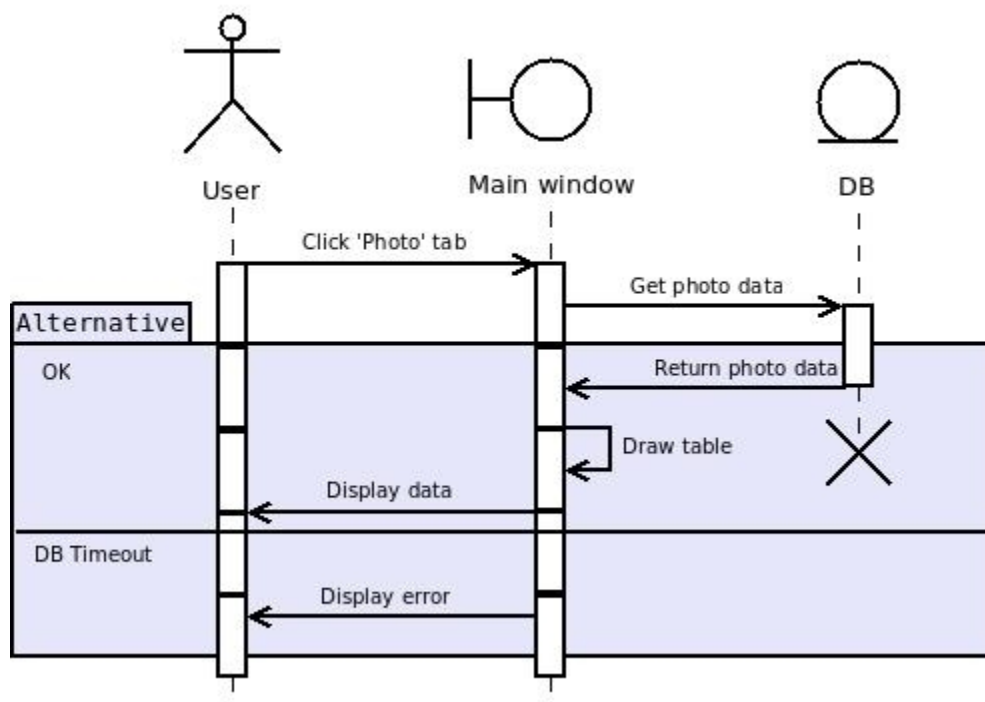 User
Main window
DB
Click 'Photo' tab
Get photo data
Alternative
OK
Return photo data
Draw table
Display data
DB Timeout
Display error